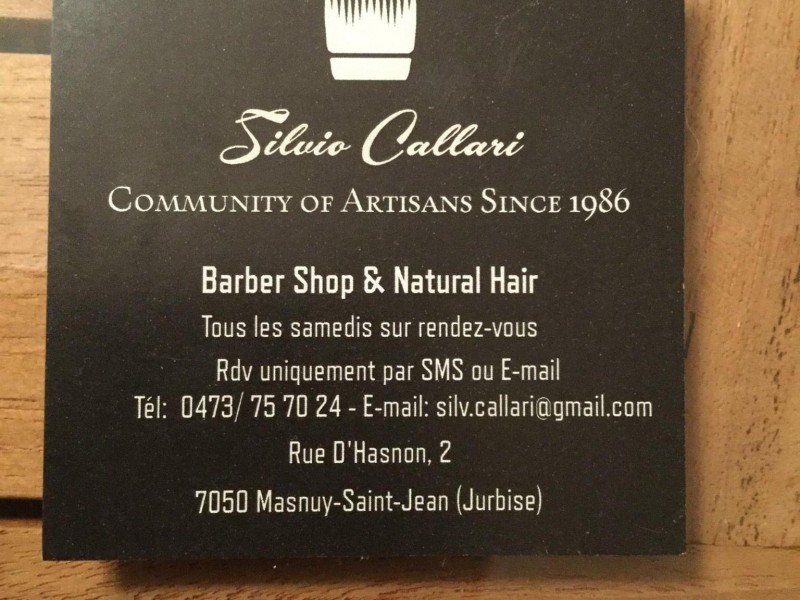 Silvio Callari
Community of Artisans Since 1986
Barber Shop & Natural Hair
Tous les samedis sur rendez-vous
Rdv uniquement par SMS ou E-mail
Tél: 0473/ 75 70 24 - E-mail: silv.callari@gmail.com
Rue D'Hasnon, 2
7050 Masnuy-Saint-Jean (Jurbise)